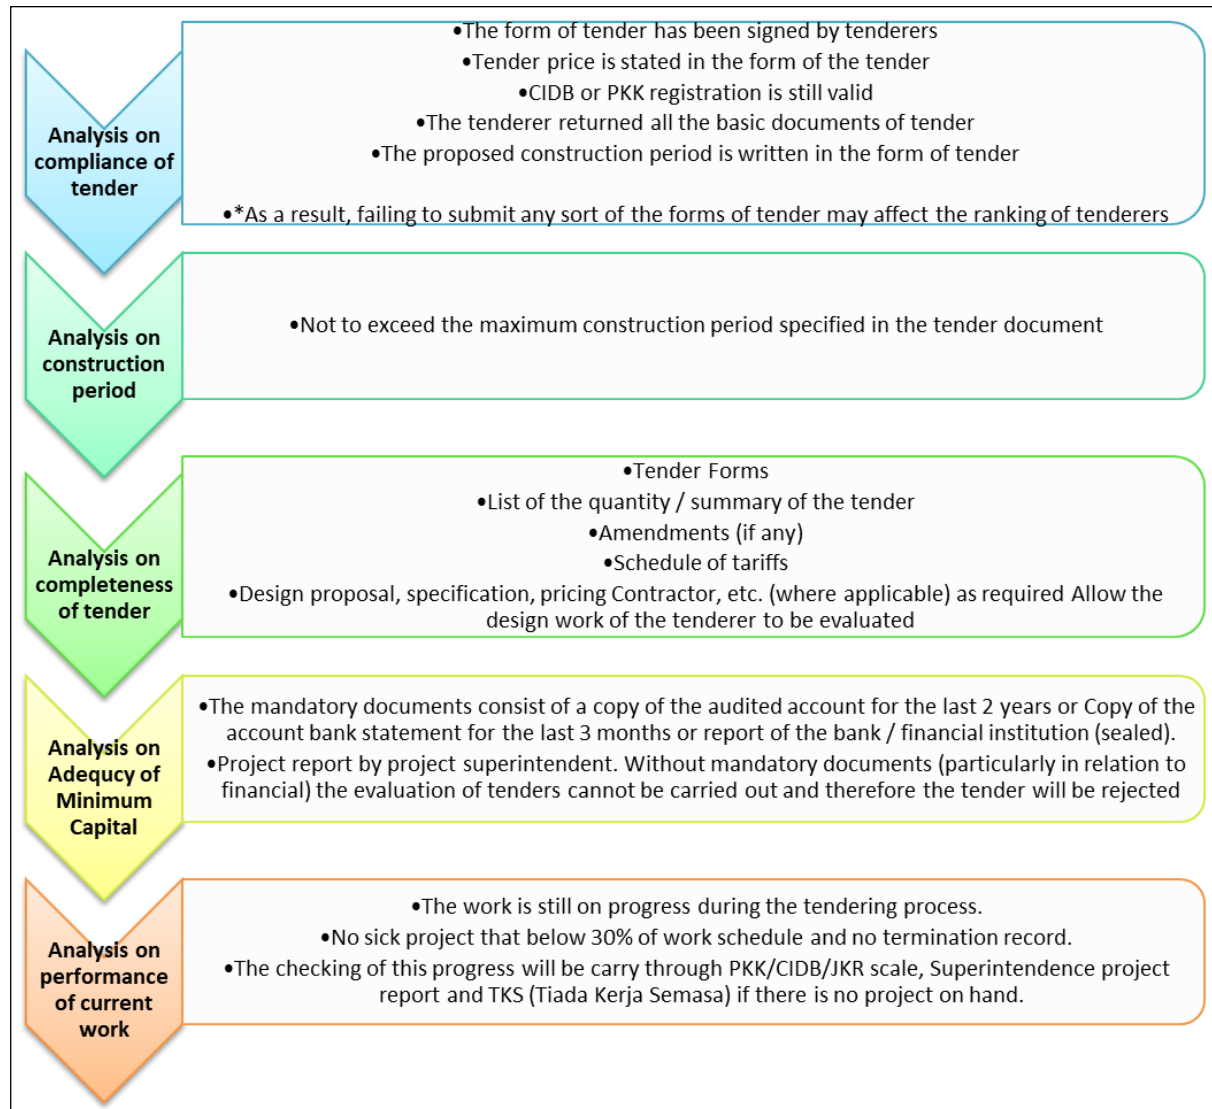 Analysis on
compliance of
tender
•The form of tender has been signed by tenderers
•Tender price is stated in the form of the tender
•CIDB or PKK registration is still valid
•The tenderer returned all the basic documents of tender
•The proposed construction period is written in the form of tender
•*As a result, failing to submit any sort of the forms of tender may affect the ranking of tenderers
Analysis on
construction
period
•Not to exceed the maximum construction period specified in the tender document
Analysis on
completeness
of tender
•Tender Forms
•List of the quantity / summary of the tender
•Amendments (if any)
•Schedule of tariffs
•Design proposal, specification, pricing Contractor, etc. (where applicable) as required Allow the
design work of the tenderer to be evaluated
Analysis on
Adequcy of
Minimum
Capital
•The mandatory documents consist of a copy of the audited account for the last 2 years or Copy of the
account bank statement for the last 3 months or report of the bank / financial institution (sealed).
•Project report by project superintendent. Without mandatory documents (particularly in relation to
financial) the evaluation of tenders cannot be carried out and therefore the tender will be rejected
Analysis on
performance
of current
work
•The work is still on progress during the tendering process.
•No sick project that below 30% of work schedule and no termination record.
•The checking of this progress will be carry through PKK/CIDB/JKR scale, Superintendence project
report and TKS (Tiada Kerja Semasa) if there is no project on hand.